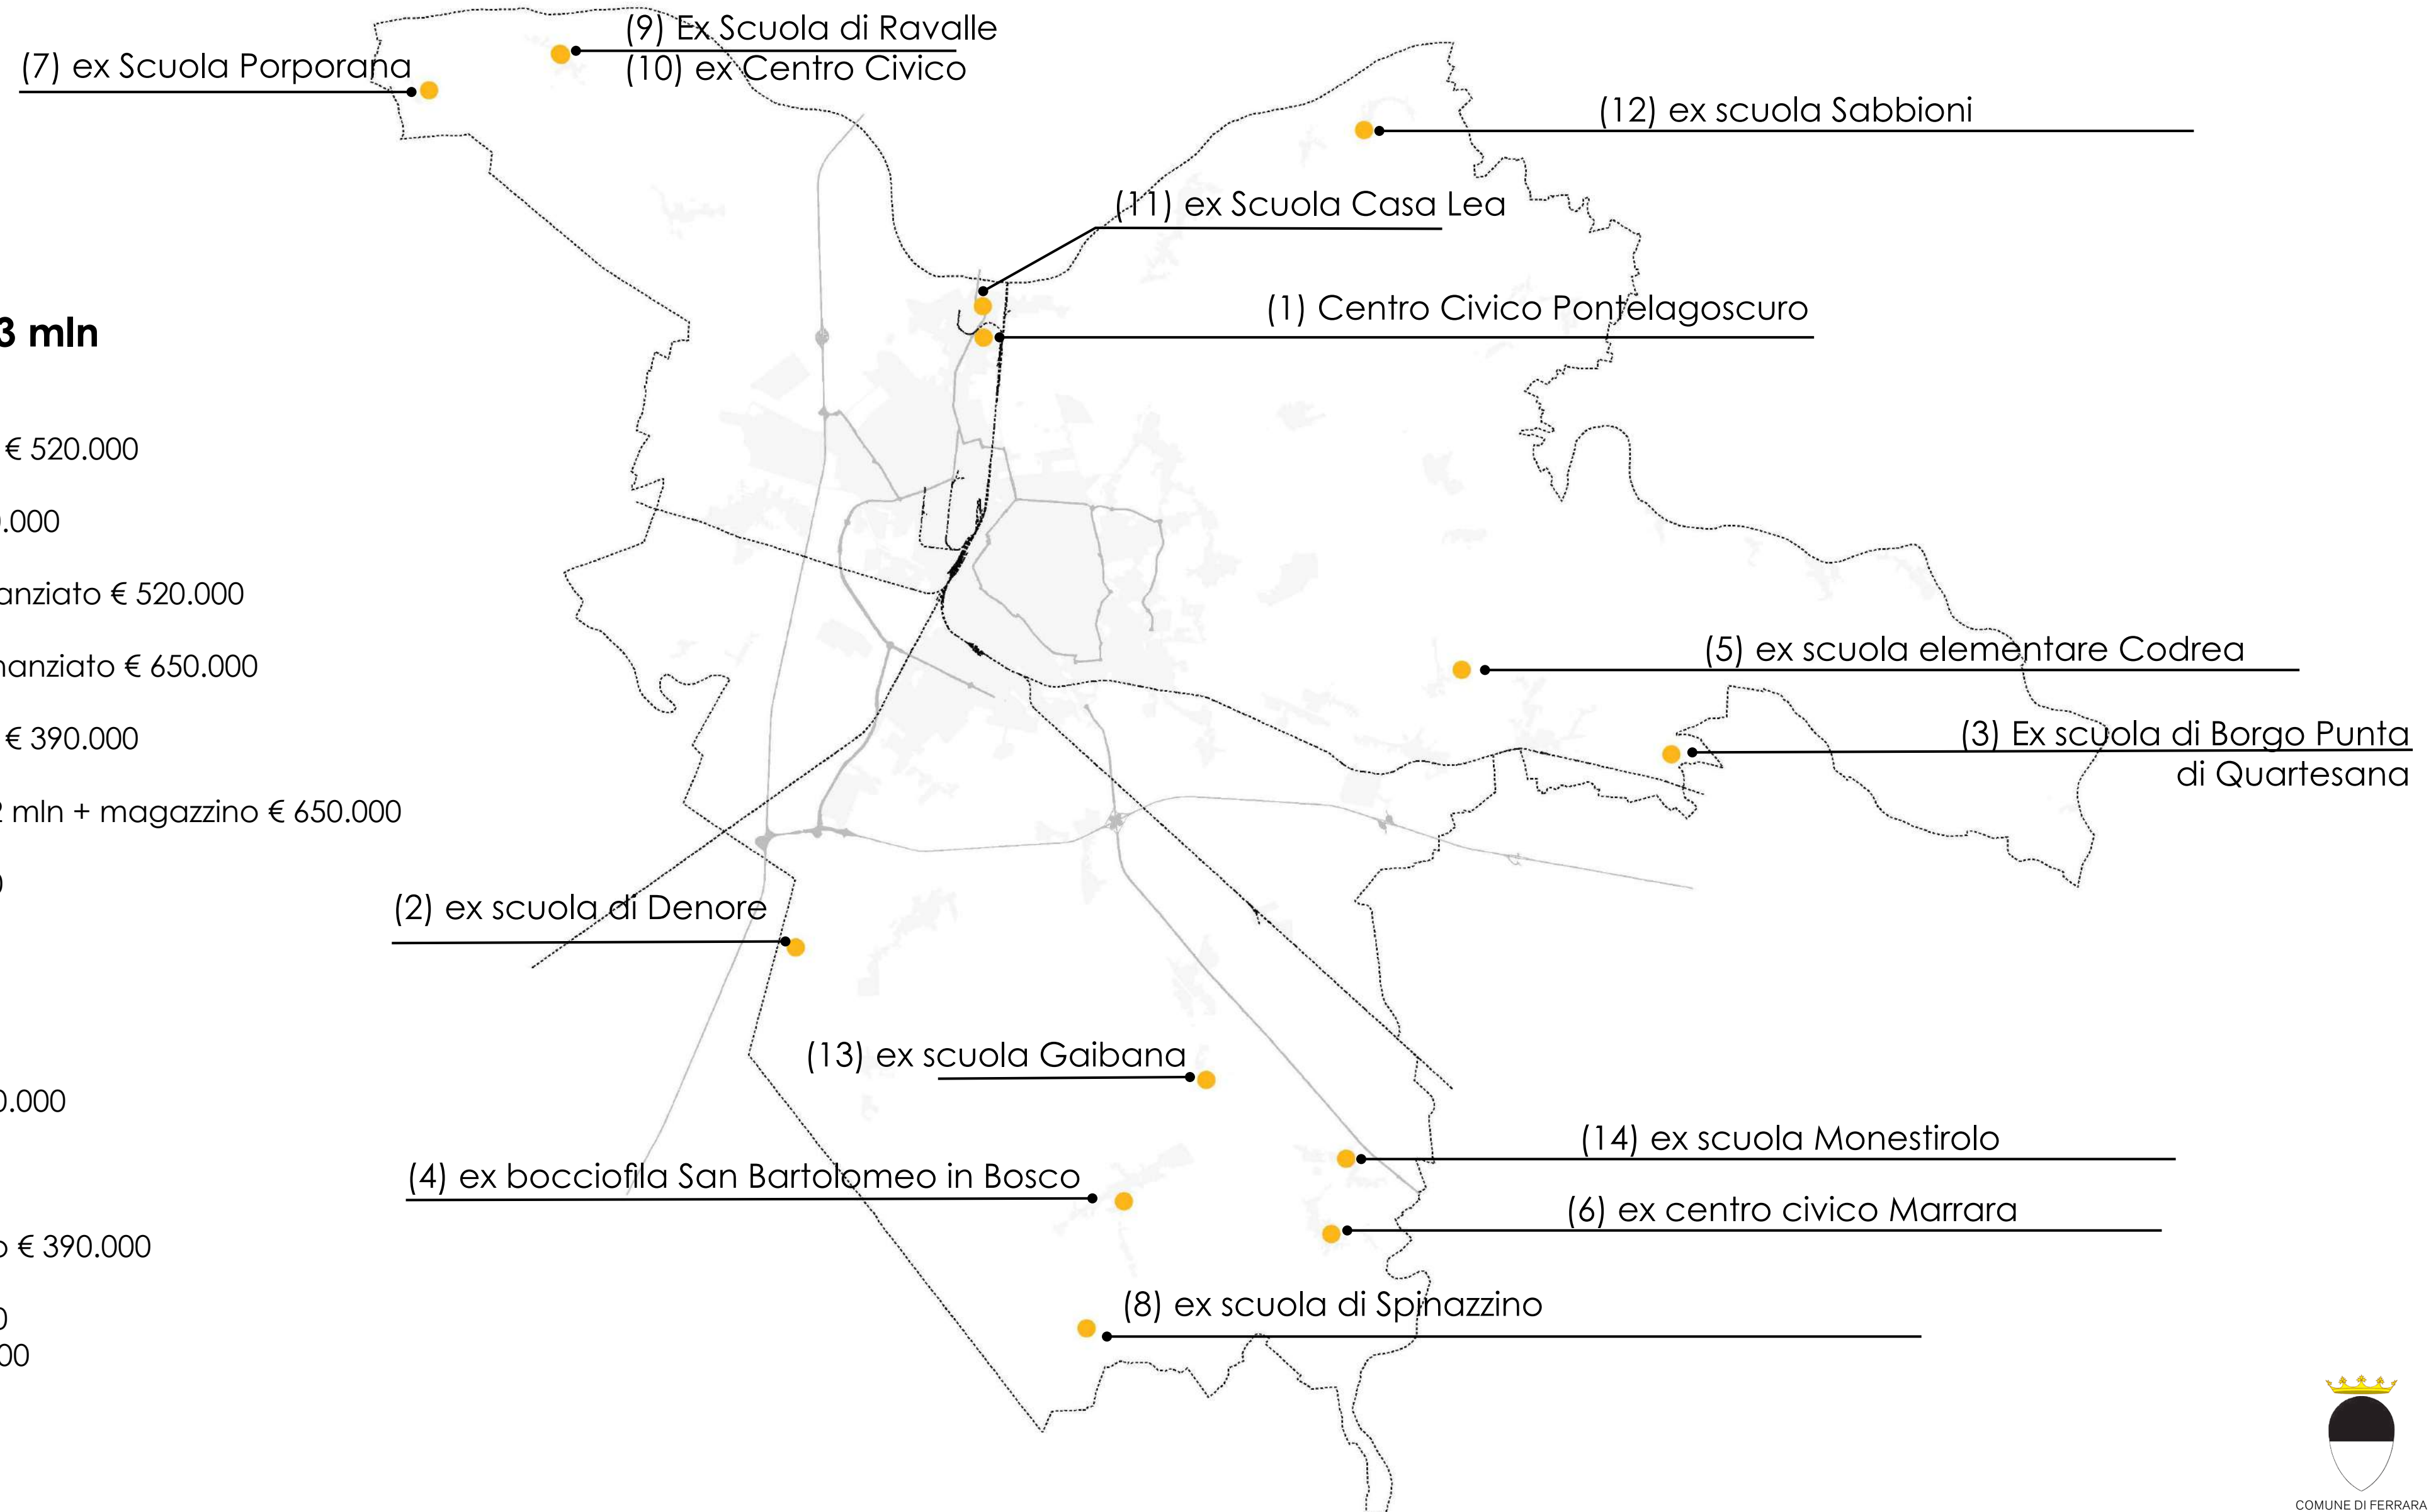 (9) Ex Scuola di Ravalle
(10) ex Centro Civico
(7) ex Scuola Porporana
(12) ex scuola Sabbioni
(11) ex Scuola Casa Lea
(1) Centro Civico Pontelagoscuro
3 mln
€ 520.000
0.000
anziato € 520.000
nanziato € 650.000
€ 390.000
2 mln + magazzino € 650.000
0
0.000
o € 390.000
0
00
(5) ex scuola elementare Codrea
(3) Ex scuola di Borgo Punta
di Quartesana
(2) ex scuola di Denore
(13) ex scuola Gaibana
(14) ex scuola Monestirolo
(4) ex bocciofila San Bartolomeo in Bosco
(6) ex centro civico Marrara
(8) ex scuola di Spinazzino
COMUNE DI FERRARA